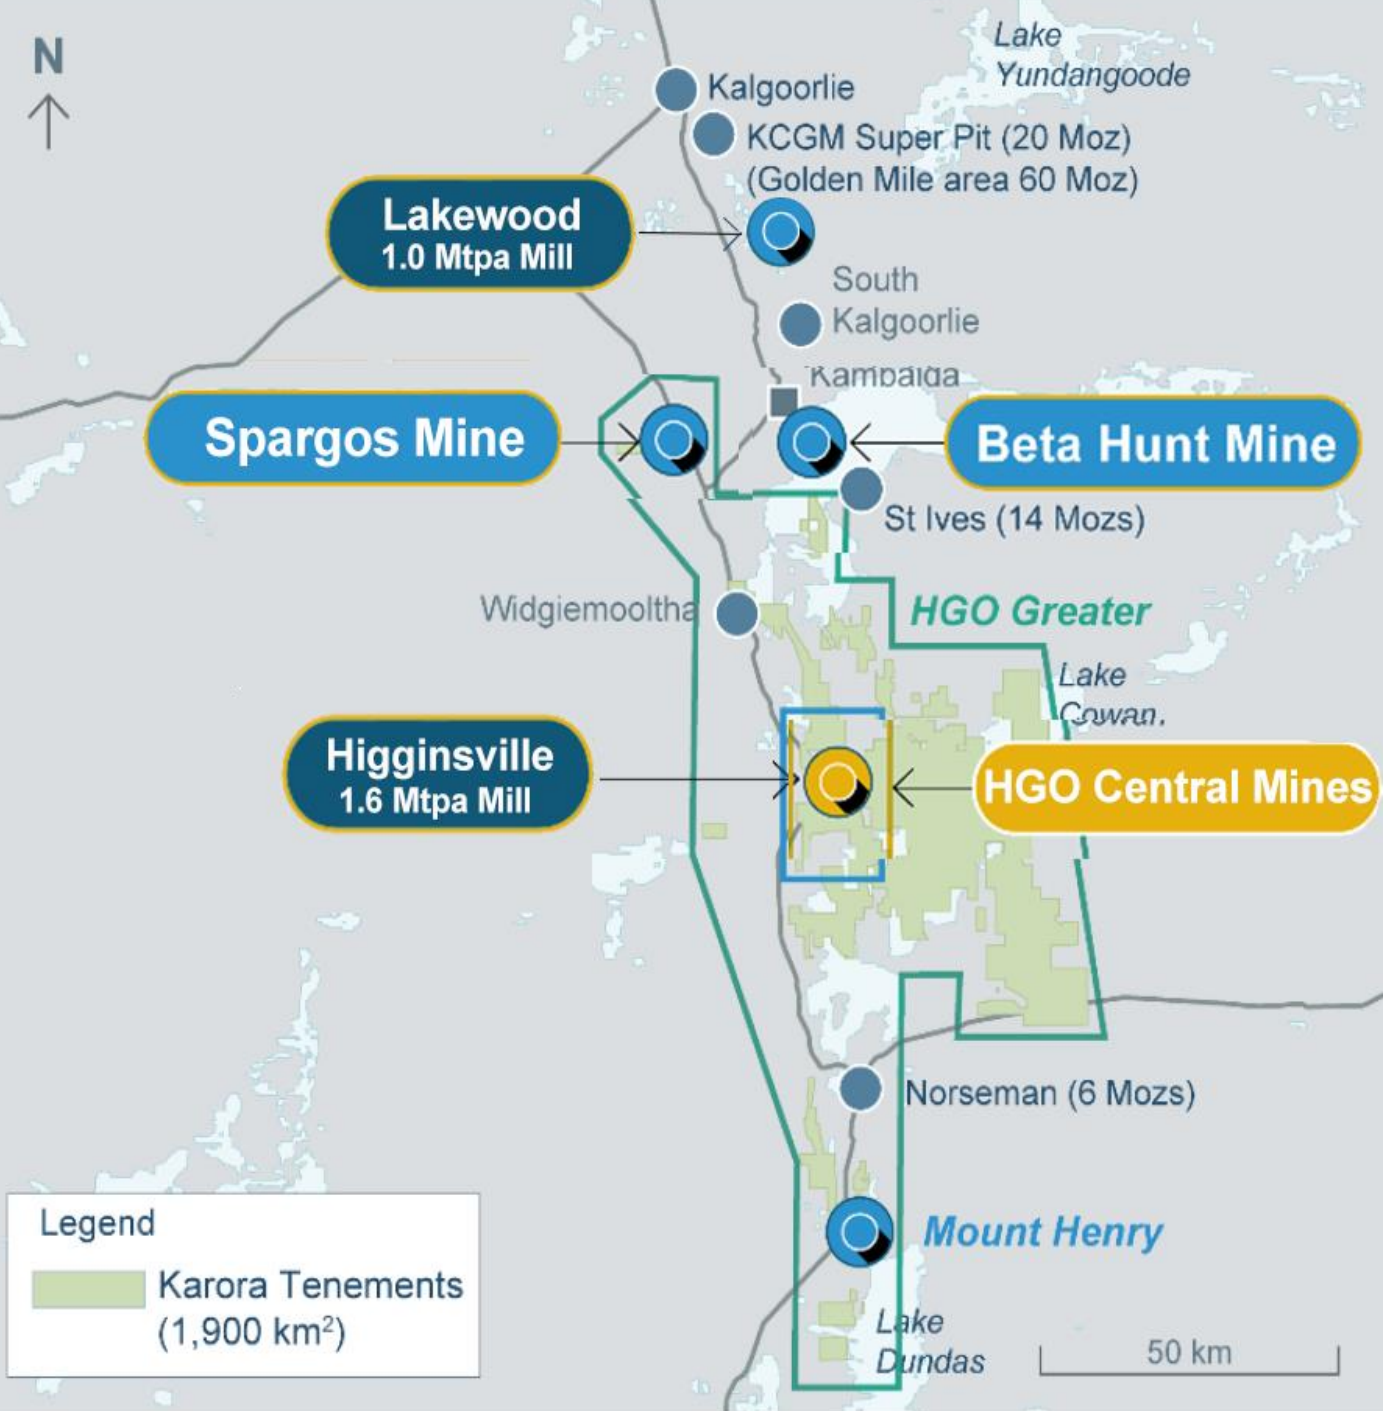 N
Lake
Yundangoode
Kalgoorlie
KCGM Super Pit (20 Moz)
(Golden Mile area 60 Moz)
Lakewood
1.0 Mtpa Mill
South
Kalgoorlie
Kambalda
Spargos Mine
Beta Hunt Mine
St Ives (14 Mozs)
Widgiemooltha
HGO Greater
Lake
Cowan
Higginsville
1.6 Mtpa Mill
HGO Central Mines
Norseman (6 Mozs)
Legend
Karora Tenements
(1,900 km²)
Mount Henry
Lake
Dundas
50 km